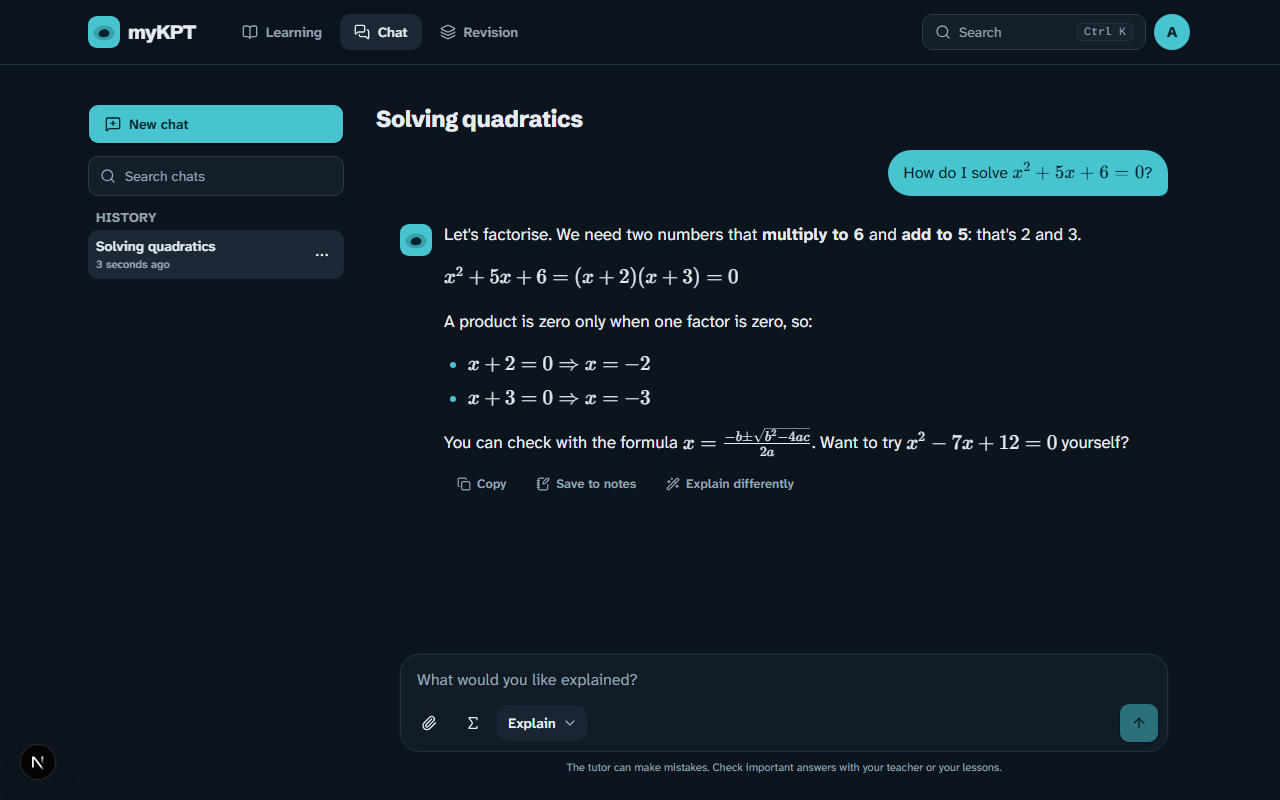 myKPT
Learning
Chat
Revision
Search
Ctrl K
A
New chat
Search chats
HISTORY
Solving quadratics
3 seconds ago
Solving quadratics
How do I solve x² + 5x + 6 = 0?
Let's factorise. We need two numbers that multiply to 6 and add to 5: that's 2 and 3.
x² + 5x + 6 = (x + 2)(x + 3) = 0
A product is zero only when one factor is zero, so:
• x + 2 = 0 ⇒ x = −2
• x + 3 = 0 ⇒ x = −3
You can check with the formula x = (−b±√(b²−4ac))/(2a). Want to try x² − 7x + 12 = 0 yourself?
Copy
Save to notes
Explain differently
What would you like explained?
Σ
Explain
N
The tutor can make mistakes. Check important answers with your teacher or your lessons.